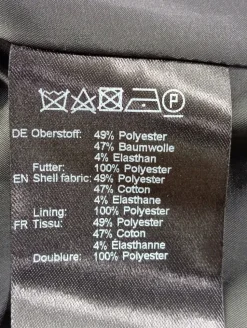 P
DE Oberstoff: 49% Polyester
47% Baumwolle
4% Elasthan
Futter: 100% Polyester
EN Shell fabric: 49% Polyester
47% Cotton
4% Elastane
Lining: 100% Polyester
FR Tissu: 49% Polyester
47% Coton
4% Élasthanne
Doublure: 100% Polyester